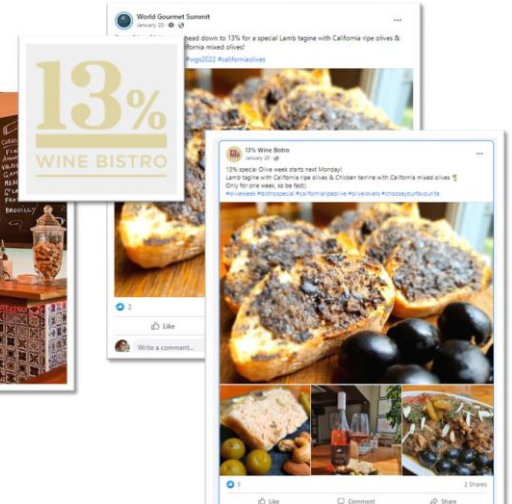 World Gourmet Summit
January 20
head down to 13% for a special Lamb tagine with California ripe olives &
ifornia mixed olives!
#wgs2022 #californiaolives
13%
WINE BISTRO
BROUILLY
2
Like
Write a comment...
13% Wine Bistro
January 20
13% special Olive week starts next Monday!
Lamb tagine with California ripe olives & Chicken terrine with California mixed olives
Only for one week, so be fast)
#oliveweek #bistrospecial #californiaripeolive #olivelovers #chooseyourfavourite
3
2 Shares
Like
Comment
Share